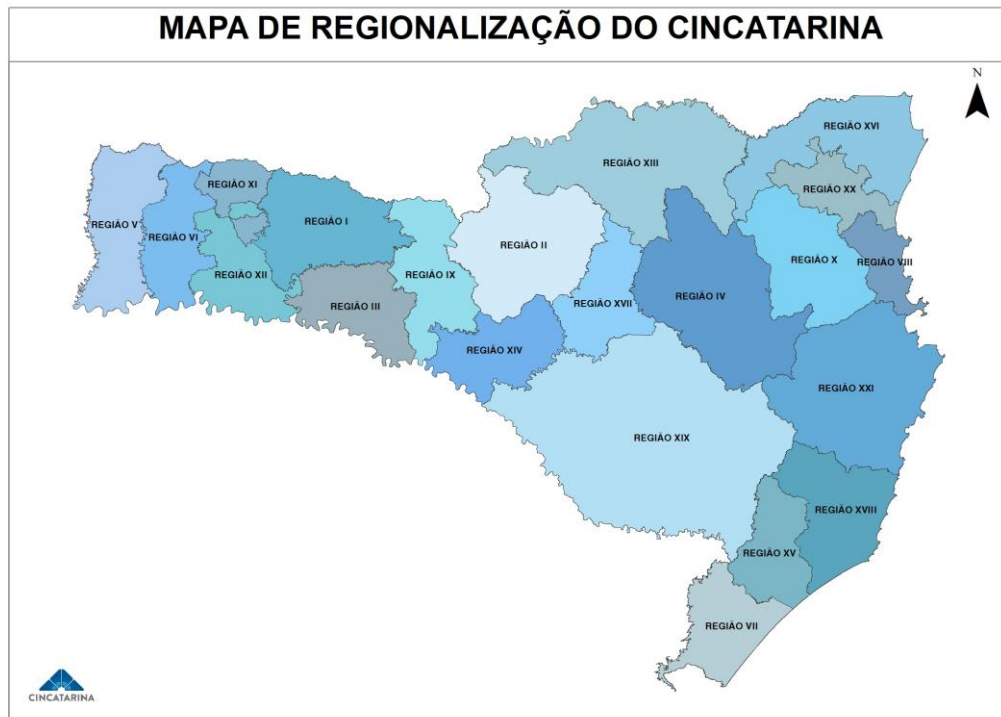 MAPA DE REGIONALIZAÇÃO DO CINCATARINA
N
REGIÃO XVI
REGIÃO XIII
REGIÃO XI
REGIÃO XX
REGIÃO V
REGIÃO I
REGIÃO VI
REGIÃO II
REGIÃO X
REGIÃO VIII
REGIÃO XII
REGIÃO IX
REGIÃO IV
REGIÃO III
REGIÃO XVII
REGIÃO XIV
REGIÃO XXI
REGIÃO XIX
REGIÃO XVIII
REGIÃO XV
REGIÃO VII
CINCATARINA